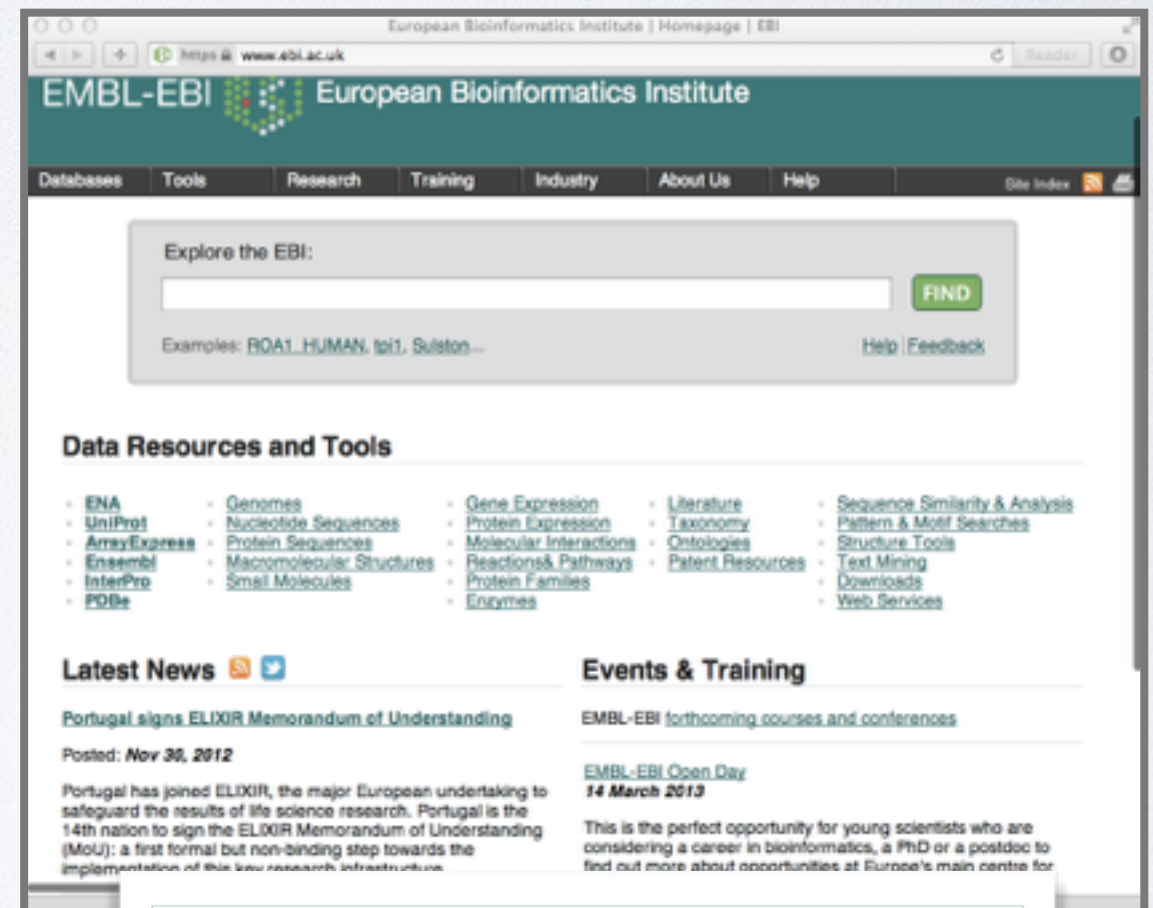 European Bioinformatics Institute | Homepage | EBI
https www.ebi.ac.uk
Reader
EMBL-EBI European Bioinformatics Institute
Databases Tools Research Training Industry About Us Help Site Index
Explore the EBI:
FIND
Examples: ROA1_HUMAN, tpi1, Sulston...
Help Feedback
Data Resources and Tools
ENA Genomes Gene Expression Literature Sequence Similarity & Analysis
UniProt Nucleotide Sequences Protein Expression Taxonomy Pattern & Motif Searches
ArrayExpress Protein Sequences Molecular Interactions Ontologies Structure Tools
Ensembl Macromolecular Structures Reactions& Pathways Patent Resources Text Mining
InterPro Small Molecules Protein Families Downloads
PDBe Enzymes Web Services
Latest News
Portugal signs ELIXIR Memorandum of Understanding
Posted: Nov 30, 2012
Portugal has joined ELIXIR, the major European undertaking to
safeguard the results of life science research. Portugal is the
14th nation to sign the ELIXIR Memorandum of Understanding
(MoU): a first formal but non-binding step towards the
implementation of this key research infrastructure
Events & Training
EMBL-EBI forthcoming courses and conferences
EMBL-EBI Open Day
14 March 2013
This is the perfect opportunity for young scientists who are
considering a career in bioinformatics, a PhD or a postdoc to
find out more about opportunities at Europe's main centre for